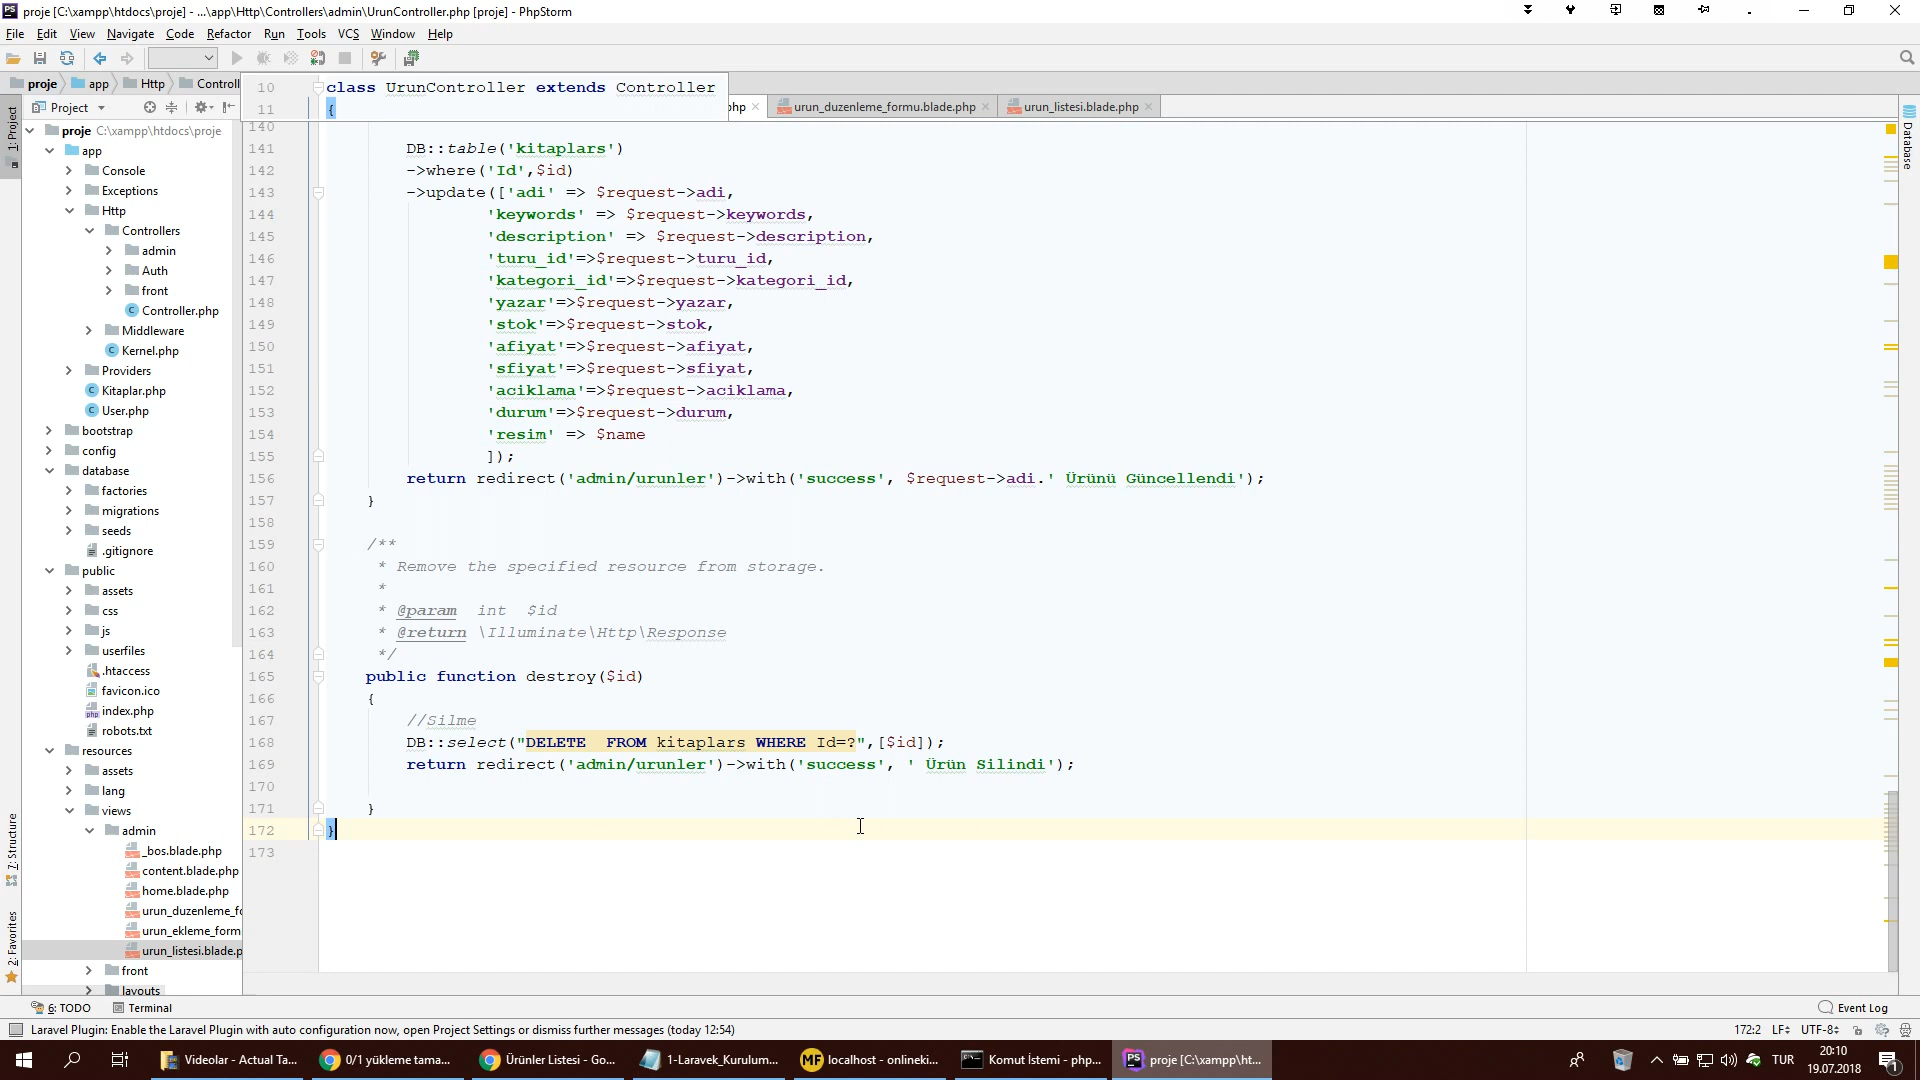 proje [C:\xampp\htdocs\proje] - ...\app\Http\Controllers\admin\UrunController.php [proje] - PhpStorm
File Edit View Navigate Code Refactor Run Tools VCS Window Help
proje app Http Controll
10 class UrunController extends Controller
11 {
Project
hp urun_duzenleme_formu.blade.php urun_listesi.blade.php
1: Project
7: Structure
2: Favorites
Database
proje C:\xampp\htdocs\proje
app
Console
Exceptions
Http
Controllers
admin
Auth
front
Controller.php
Middleware
Kernel.php
Providers
Kitaplar.php
User.php
bootstrap
config
database
factories
migrations
seeds
.gitignore
public
assets
css
js
userfiles
.htaccess
favicon.ico
index.php
robots.txt
resources
assets
lang
views
admin
_bos.blade.php
content.blade.php
home.blade.php
urun_duzenleme_fo
urun_ekleme_form
urun_listesi.blade.p
front
layouts
140
141 DB::table('kitaplars')
142 ->where('Id',$id)
143 ->update(['adi' => $request->adi,
144 'keywords' => $request->keywords,
145 'description' => $request->description,
146 'turu_id'=>$request->turu_id,
147 'kategori_id'=>$request->kategori_id,
148 'yazar'=>$request->yazar,
149 'stok'=>$request->stok,
150 'afiyat'=>$request->afiyat,
151 'sfiyat'=>$request->sfiyat,
152 'aciklama'=>$request->aciklama,
153 'durum'=>$request->durum,
154 'resim' => $name
155 ]);
156 return redirect('admin/urunler')->with('success', $request->adi.' Ürünü Güncellendi');
157 }
158
159 /**
160 * Remove the specified resource from storage.
161 *
162 * @param int $id
163 * @return \Illuminate\Http\Response
164 */
165 public function destroy($id)
166 {
167 //Silme
168 DB::select("DELETE FROM kitaplars WHERE Id=?",[$id]);
169 return redirect('admin/urunler')->with('success', ' Ürün Silindi');
170
171 }
172 }
173
6: TODO Terminal Event Log
Laravel Plugin: Enable the Laravel Plugin with auto configuration now, open Project Settings or dismiss further messages (today 12:54) 172:2 LF UTF-8
Videolar - Actual Ta... 0/1 yükleme tama... Ürünler Listesi - Go... 1-Laravek_Kurulum... localhost - onlineki... Komut İstemi - php... proje [C:\xampp\ht... TUR 20:10
19.07.2018 1